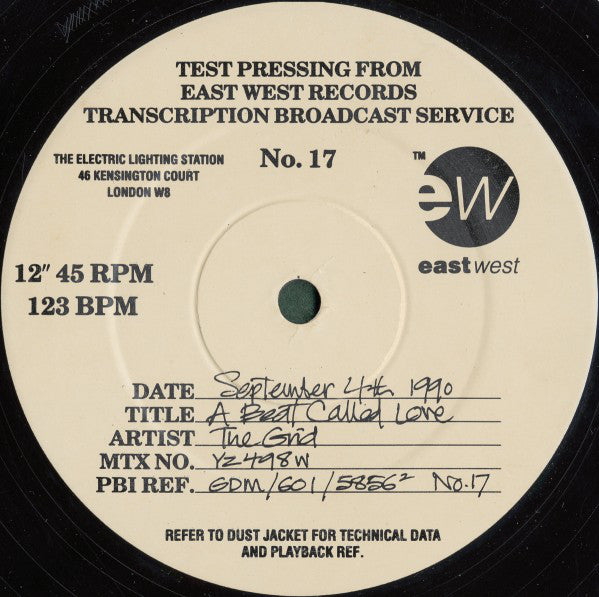 TEST PRESSING FROM
EAST WEST RECORDS
TRANSCRIPTION BROADCAST SERVICE
THE ELECTRIC LIGHTING STATION
46 KENSINGTON COURT
LONDON W8
No. 17
TM
ew
eastwest
12" 45 RPM
123 BPM
DATE September 4th 1990
TITLE A Beat Called Love
ARTIST The Grid
MTX NO. YZ498W
PBI REF. GDM/601/5856² No.17
REFER TO DUST JACKET FOR TECHNICAL DATA
AND PLAYBACK REF.